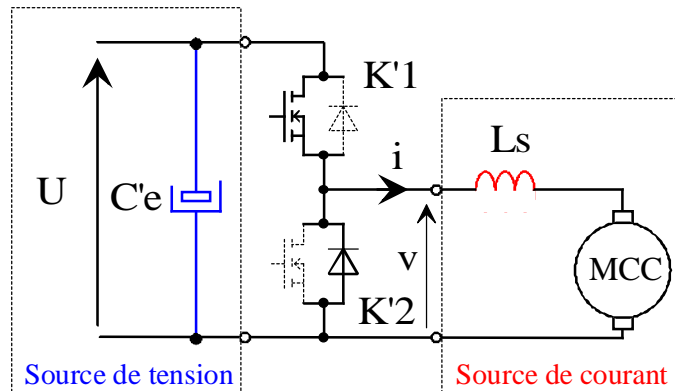 K'1
Ls
i
U
C'e
v
MCC
K'2
Source de tension
Source de courant